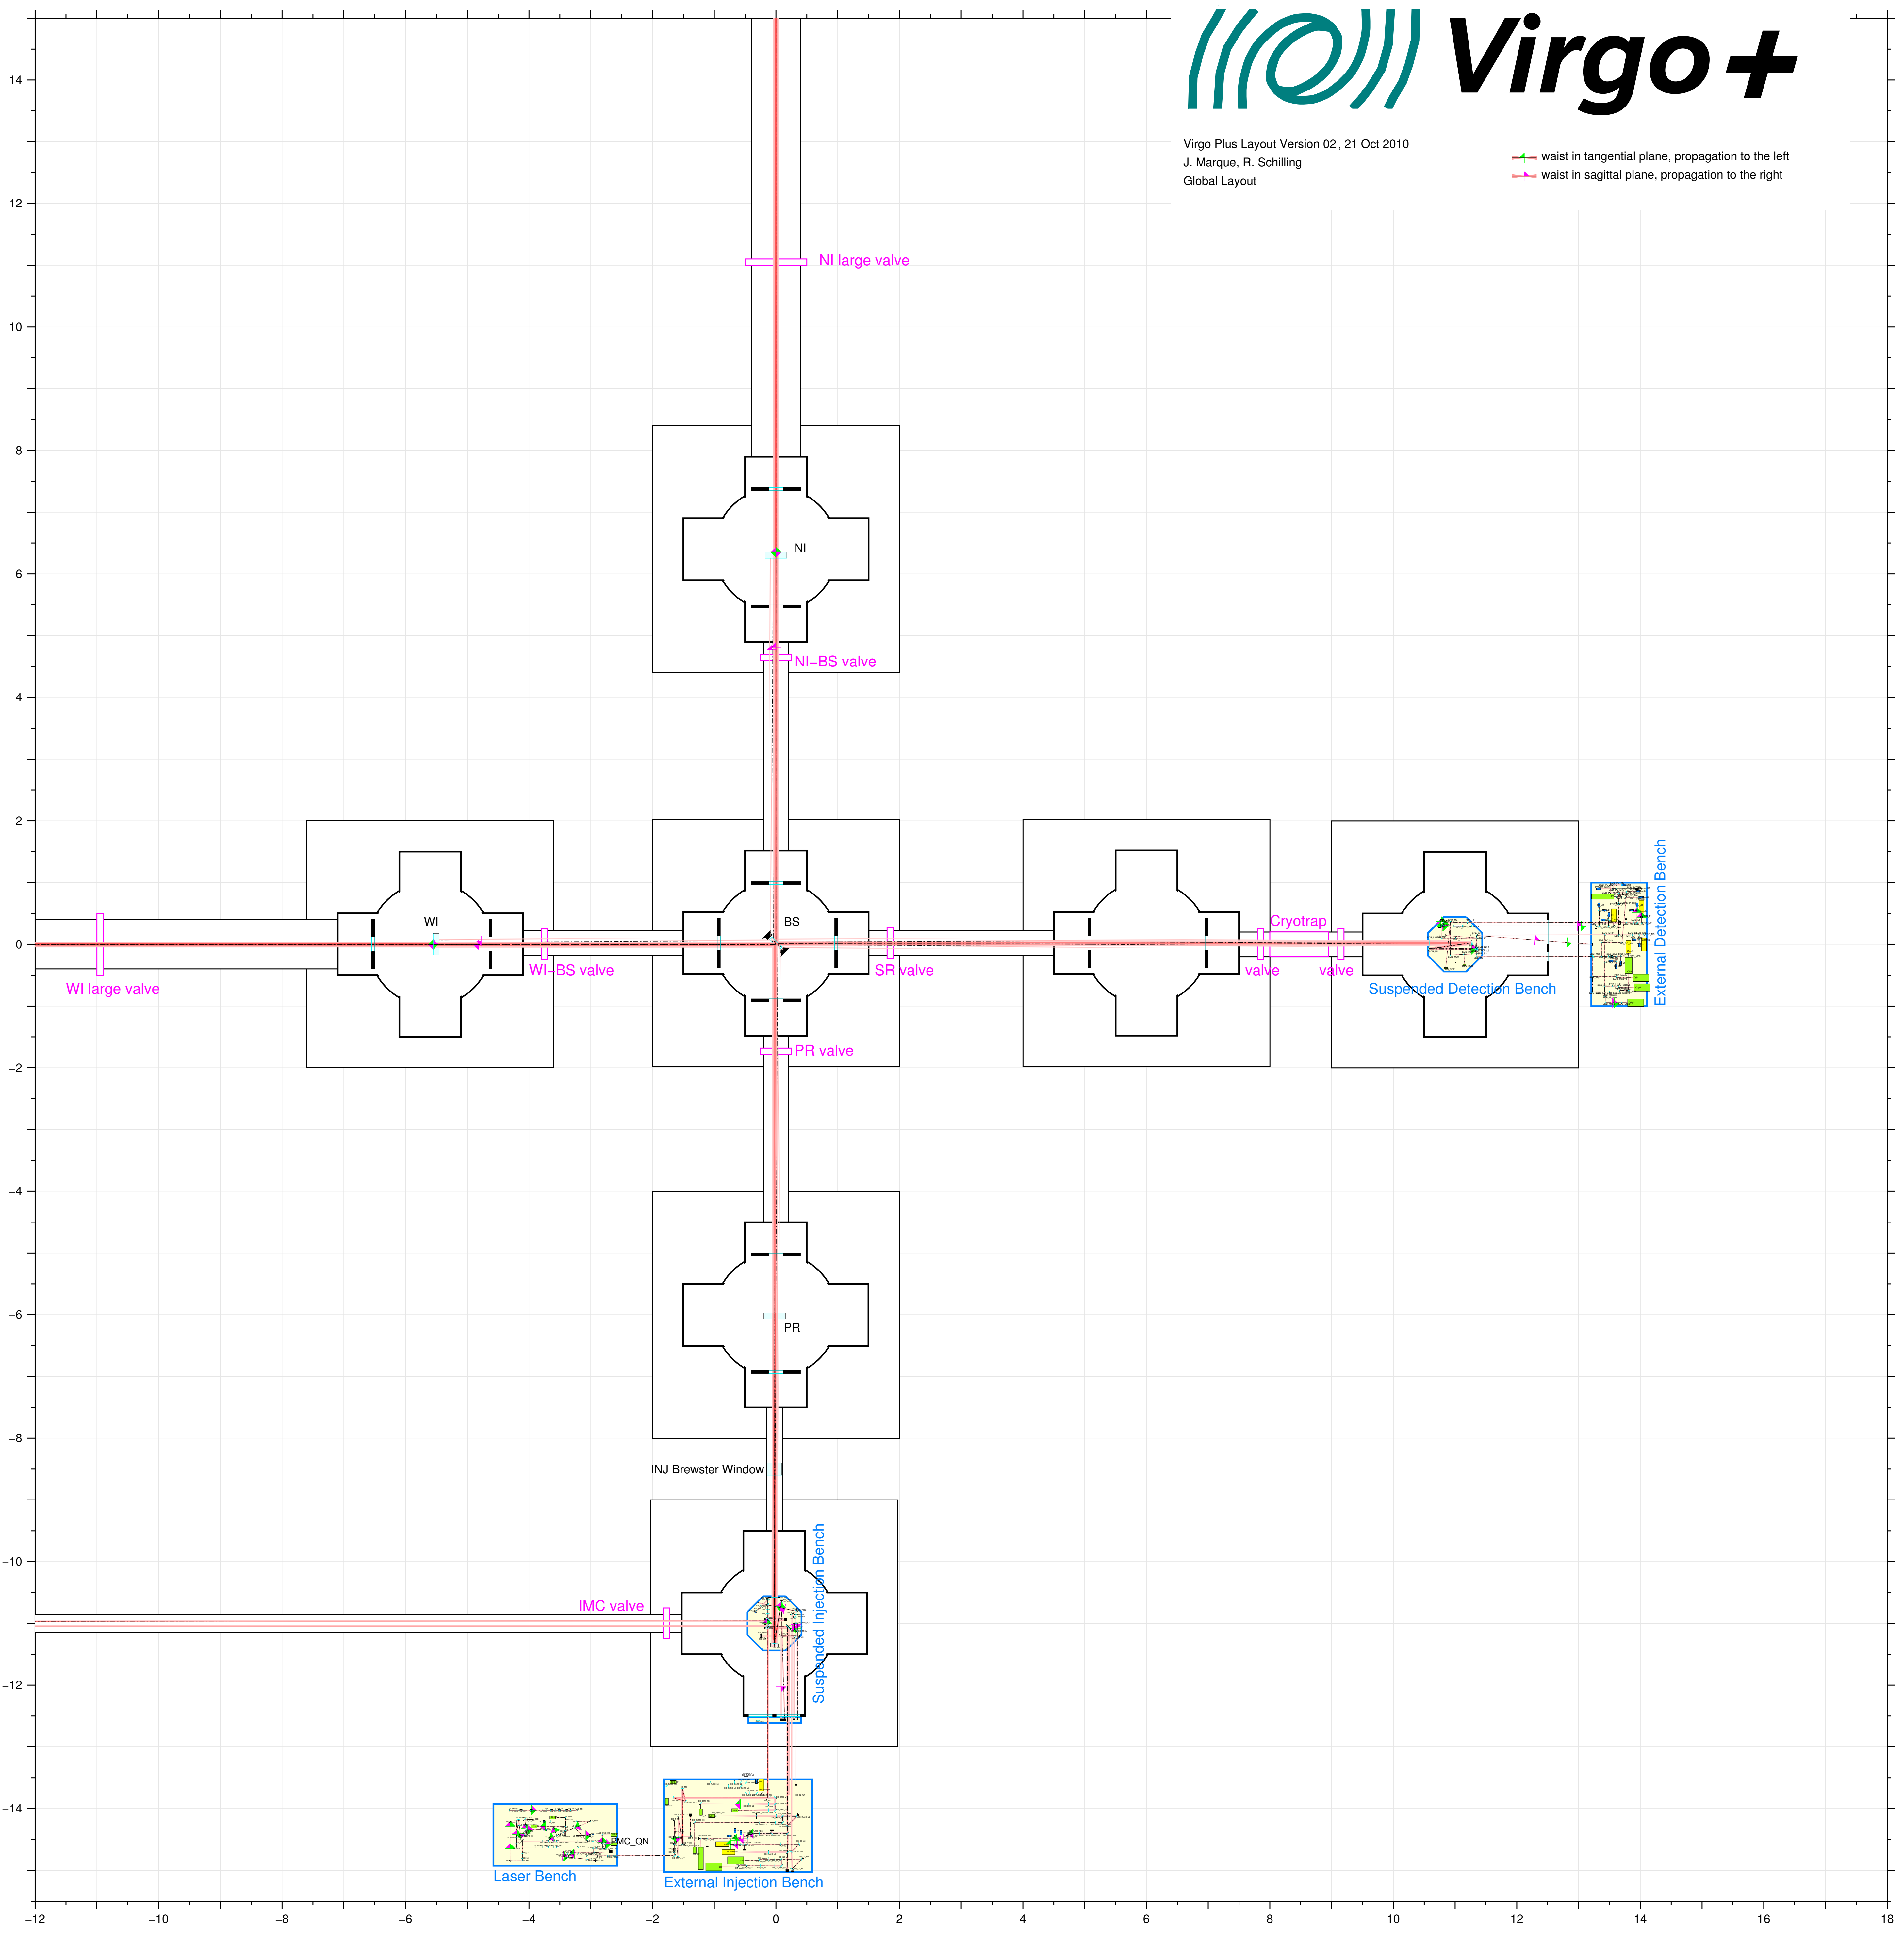 Virgo+
Virgo Plus Layout Version 02, 21 Oct 2010
J. Marque, R. Schilling
Global Layout
waist in tangential plane, propagation to the left
waist in sagittal plane, propagation to the right
14
12
10
8
6
4
2
0
−2
−4
−6
−8
−10
−12
−14
NI large valve
NI
NI−BS valve
WI
BS
Cryotrap
External Detection Bench
WI−BS valve
SR valve
valve
valve
WI large valve
Suspended Detection Bench
PR valve
PR
INJ Brewster Window
Suspended Injection Bench
IMC valve
PMC_QN
Laser Bench
External Injection Bench
−12
−10
−8
−6
−4
−2
0
2
4
6
8
10
12
14
16
18